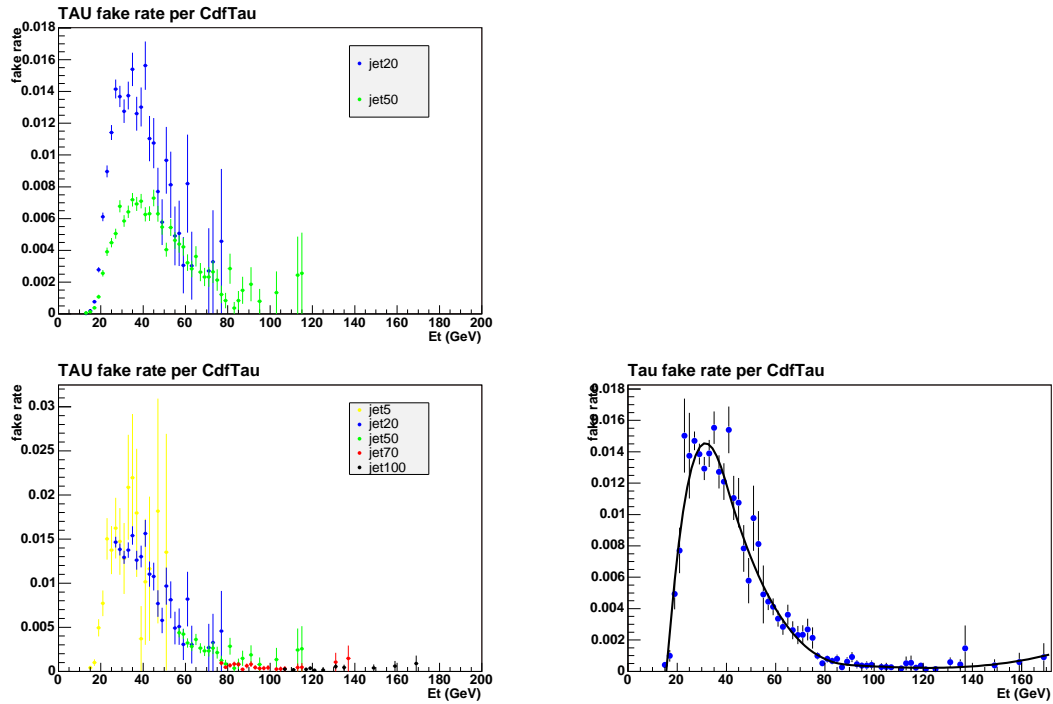 TAU fake rate per CdfTau
fake rate
0.018
0.016
0.014
0.012
0.01
0.008
0.006
0.004
0.002
0
jet20
jet50
0 20 40 60 80 100 120 140 160 180 200
Et (GeV)
TAU fake rate per CdfTau
fake rate
0.03
0.025
0.02
0.015
0.01
0.005
0
jet5
jet20
jet50
jet70
jet100
0 20 40 60 80 100 120 140 160 180 200
Et (GeV)
Tau fake rate per CdfTau
fake rate
0.018
0.016
0.014
0.012
0.01
0.008
0.006
0.004
0.002
0
0 20 40 60 80 100 120 140 160
Et (GeV)